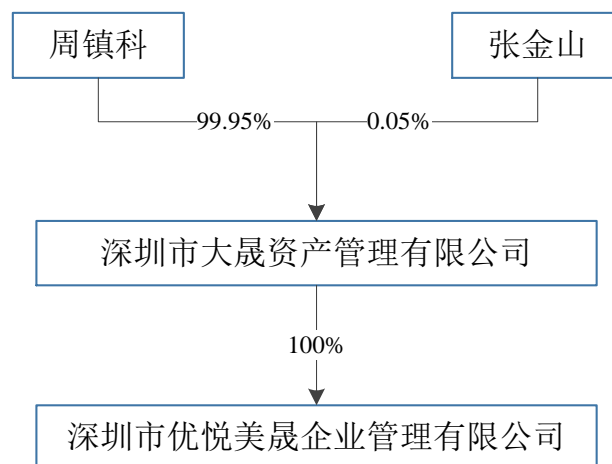 周镇科
张金山
99.95%
0.05%
深圳市大晟资产管理有限公司
100%
深圳市优悦美晟企业管理有限公司